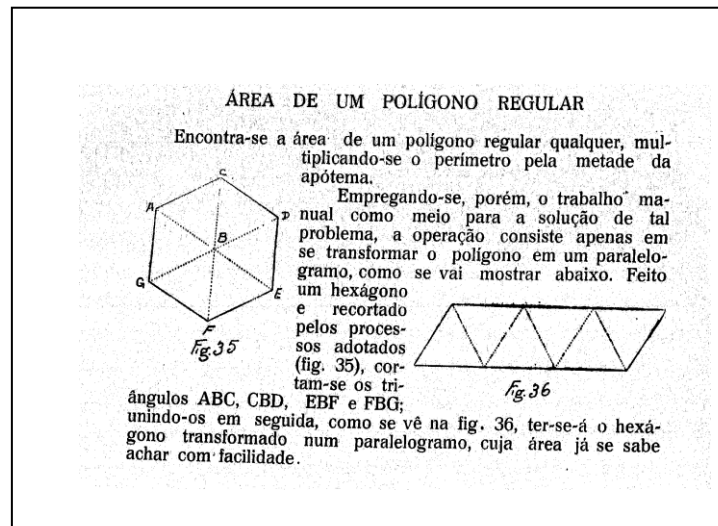 ÁREA DE UM POLÍGONO REGULAR
Encontra-se a área de um polígono regular qualquer, mul-
tiplicando-se o perímetro pela metade da
apótema.
Empregando-se, porém, o trabalho ma-
nual como meio para a solução de tal
problema, a operação consiste apenas em
se transformar o polígono em um paralelo-
gramo, como se vai mostrar abaixo. Feito
um hexágono
e recortado
pelos proces-
sos adotados
(fig. 35), cor-
tam-se os tri-
ângulos ABC, CBD, EBF e FBG;
unindo-os em seguida, como se vê na fig. 36, ter-se-á o hexá-
gono transformado num paralelogramo, cuja área já se sabe
achar com facilidade.
C
A
D
B
G
E
F
Fig.35
Fig.36